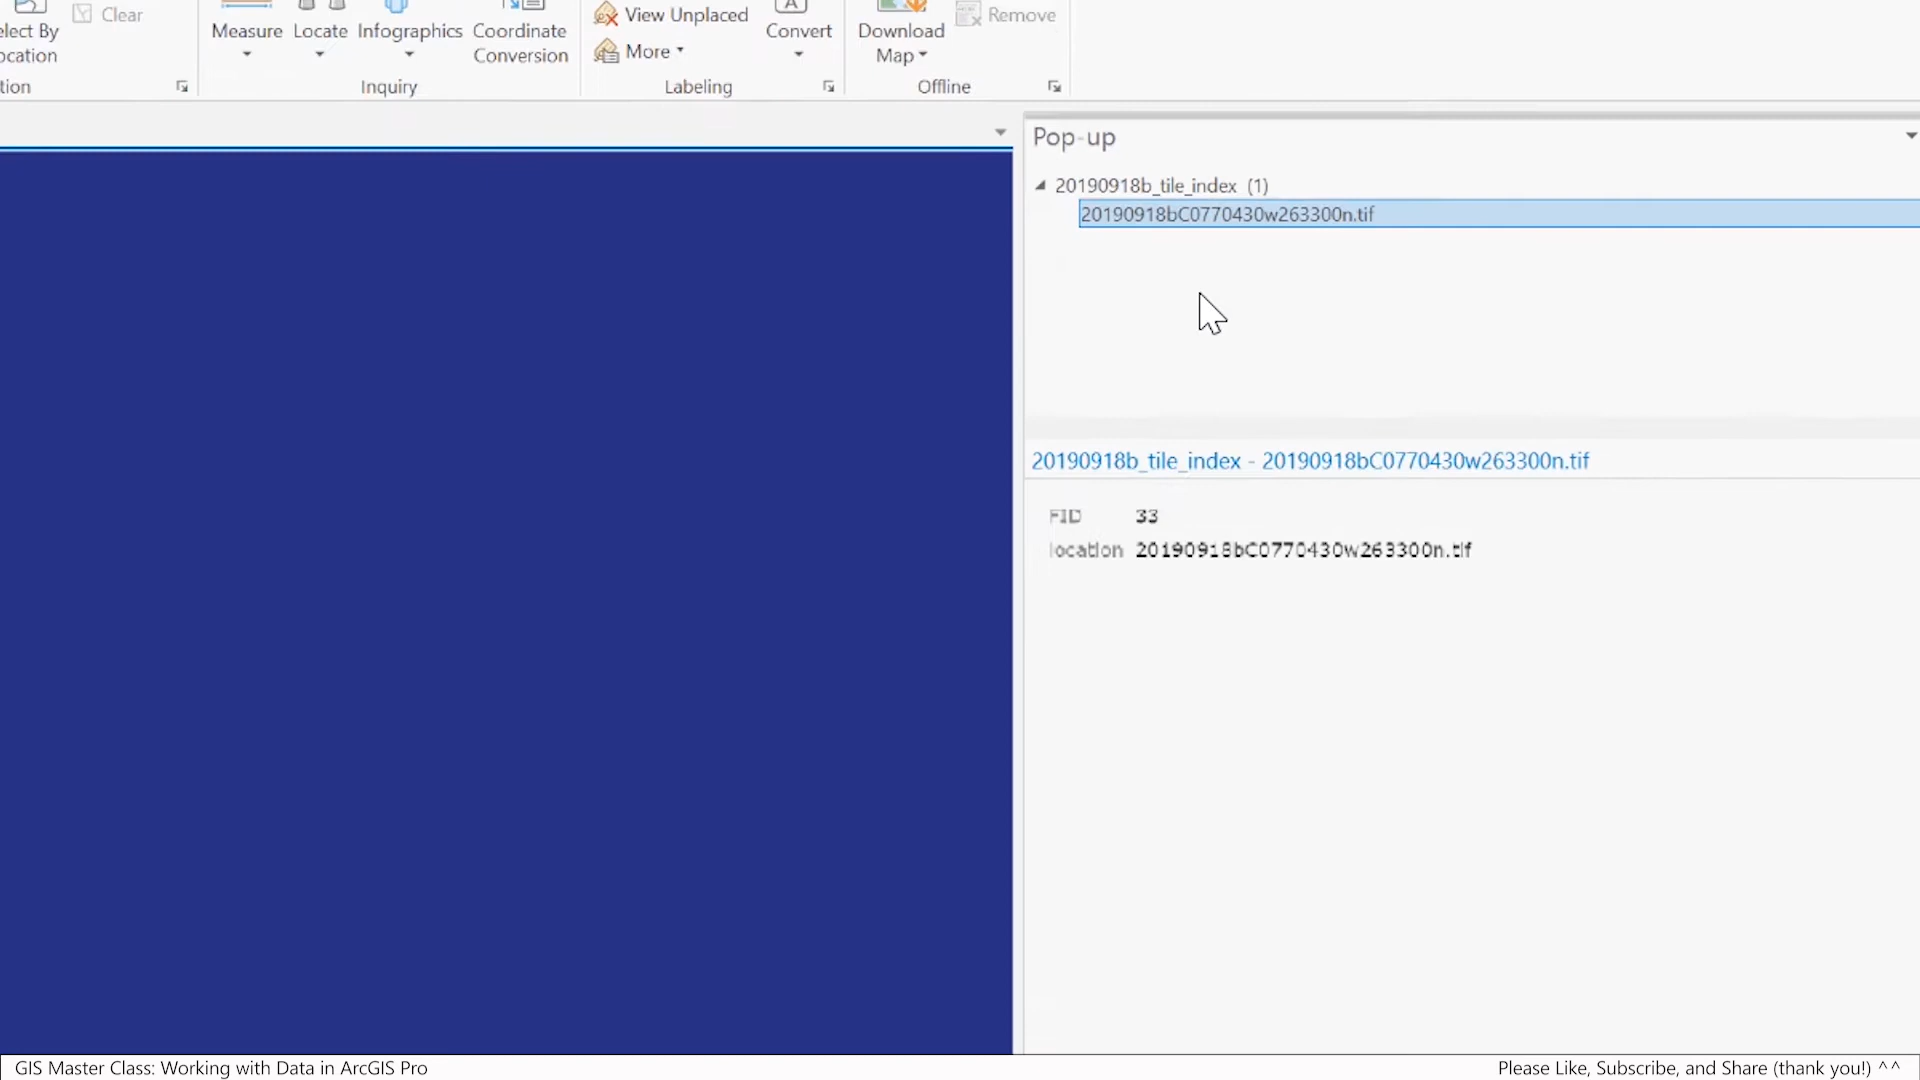 elect By
ocation
Clear
tion
Measure
Locate
Infographics
Coordinate
Conversion
Inquiry
View Unplaced
More
Convert
Labeling
Download
Map
Remove
Offline
Pop-up
20190918b_tile_index (1)
20190918bC0770430w263300n.tif
20190918b_tile_index - 20190918bC0770430w263300n.tif
FID 33
location 20190918bC0770430w263300n.tif
GIS Master Class: Working with Data in ArcGIS Pro
Please Like, Subscribe, and Share (thank you!) ^^